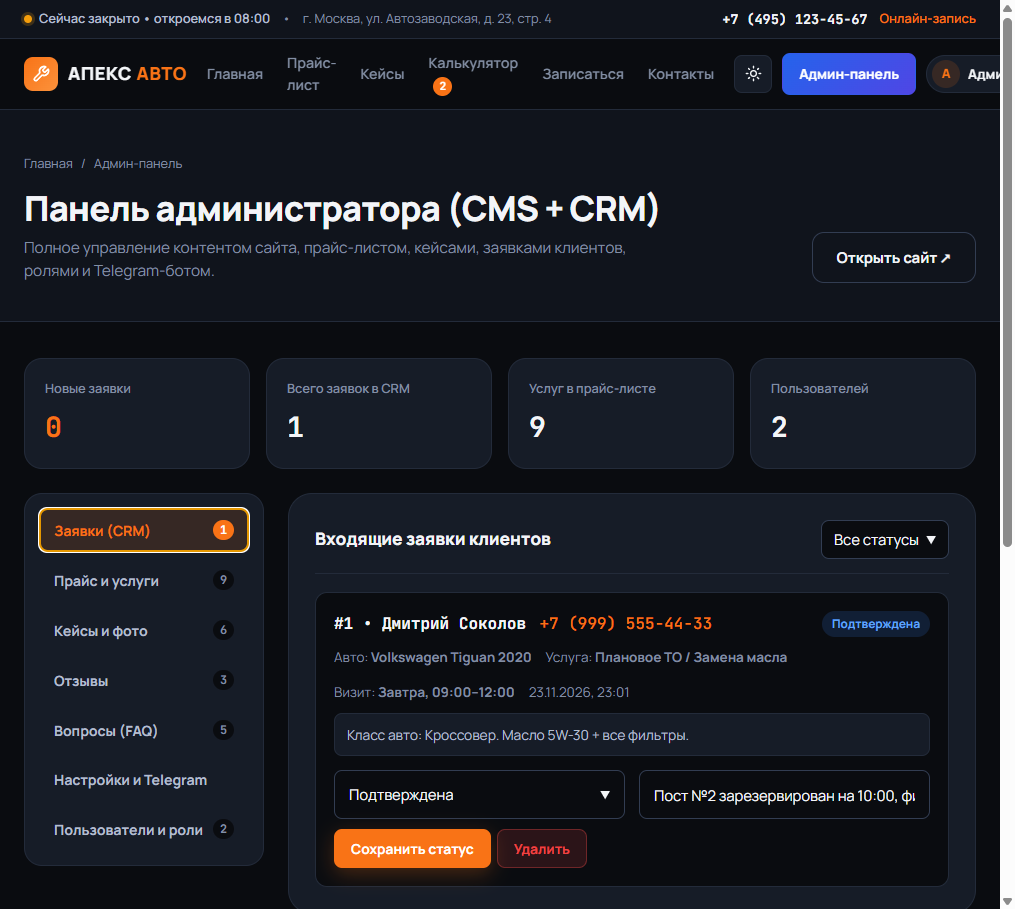 Сейчас закрыто • откроемся в 08:00 • г. Москва, ул. Автозаводская, д. 23, стр. 4 +7 (495) 123-45-67 Онлайн-запись
АПЕКС АВТО Главная Прайс-лист Кейсы Калькулятор 2 Записаться Контакты Админ-панель А
Главная / Админ-панель
Панель администратора (CMS + CRM)
Полное управление контентом сайта, прайс-листом, кейсами, заявками клиентов,
ролями и Telegram-ботом.
Открыть сайт ↗
Новые заявки
0
Всего заявок в CRM
1
Услуг в прайс-листе
9
Пользователей
2
Заявки (CRM) 1
Прайс и услуги 9
Кейсы и фото 6
Отзывы 3
Вопросы (FAQ) 5
Настройки и Telegram
Пользователи и роли 2
Входящие заявки клиентов
Все статусы ▼
#1 • Дмитрий Соколов +7 (999) 555-44-33 Подтверждена
Авто: Volkswagen Tiguan 2020 Услуга: Плановое ТО / Замена масла
Визит: Завтра, 09:00–12:00 23.11.2026, 23:01
Класс авто: Кроссовер. Масло 5W-30 + все фильтры.
Подтверждена ▼
Пост №2 зарезервирован на 10:00,
Сохранить статус Удалить